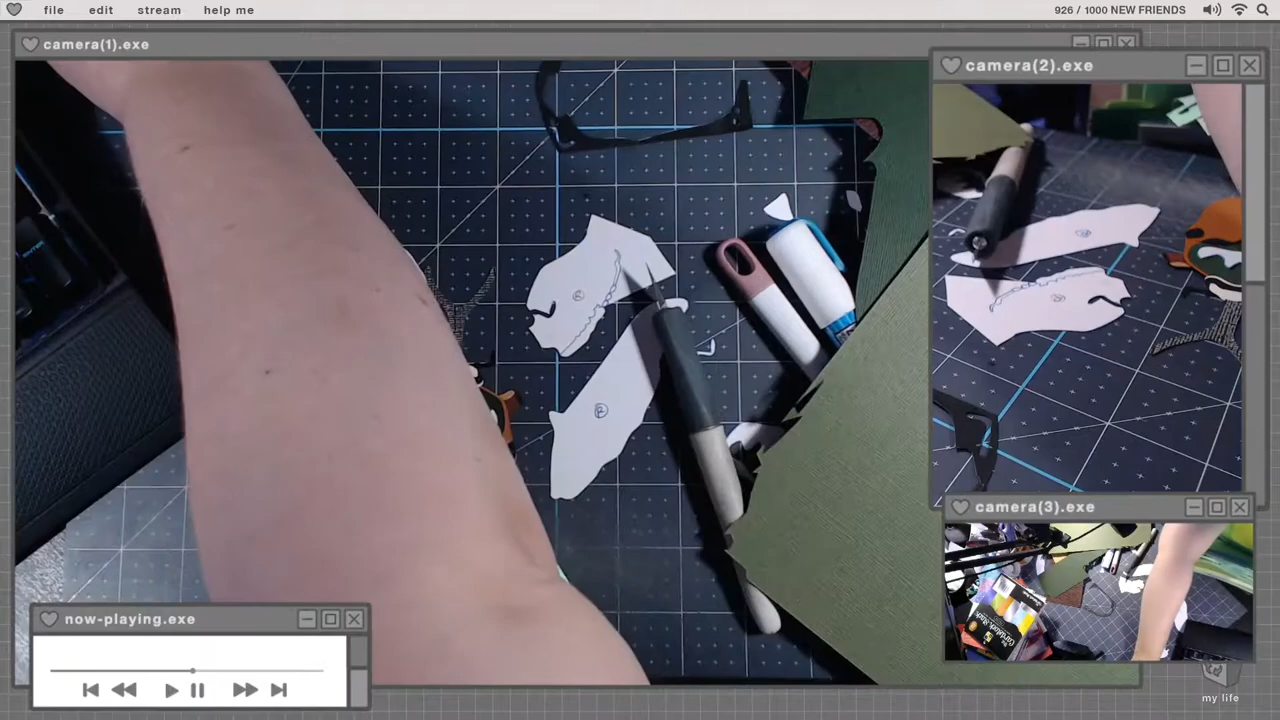 file edit stream help me
926 / 1000 NEW FRIENDS
camera(1).exe
camera(2).exe
camera(3).exe
now-playing.exe
my life